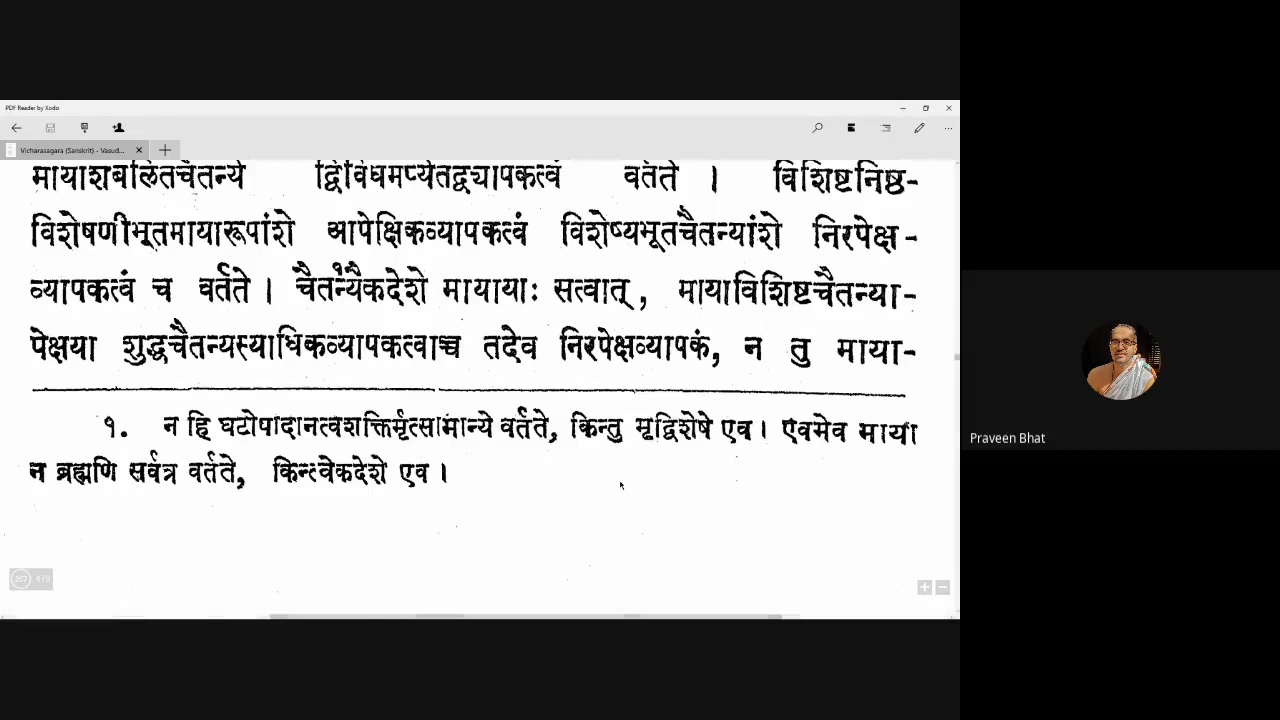 PDF Reader by Xodo
Vicharasagara (Sanskrit) - Vasud...
मायाशबलितचैतन्ये द्विविधमप्येतद्व्यापकत्वं वर्तते । विशिष्टनिष्ठ-
विशेषणीभूतमायारूपांशे आपेक्षिकव्यापकत्वं विशेष्यभूतचैतन्यांशे निरपेक्ष-
व्यापकत्वं च वर्तते । चैतन्यैकदेशे१ मायायाः सत्वात्, मायाविशिष्टचैतन्या-
पेक्षया शुद्धचैतन्यस्याधिकव्यापकत्वाच्च तदेव निरपेक्षव्यापकं, न तु माया-
१. न हि घटोपादानत्वशक्तिर्मृत्सामान्ये वर्तते, किन्तु मृद्विशेषे एव । एवमेव माया
न ब्रह्मणि सर्वत्र वर्तते, किन्त्वेकदेशे एव ।
207
Praveen Bhat